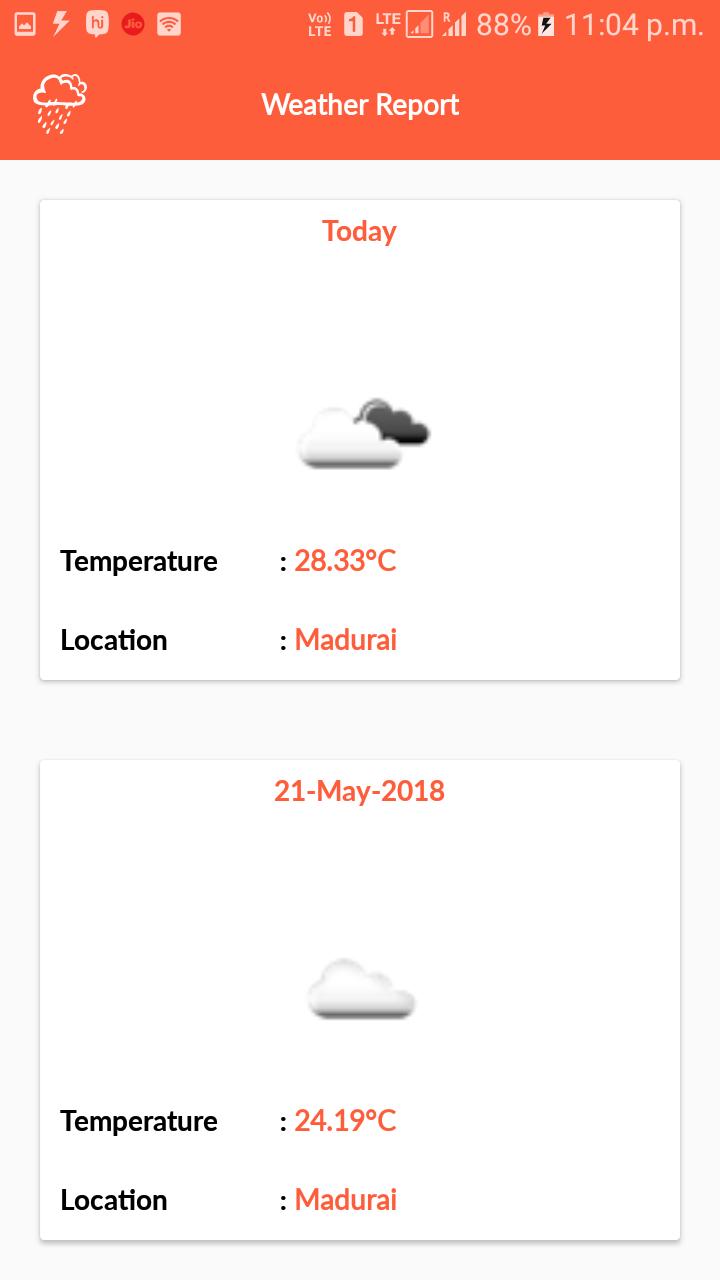 hi Jio Vo)) LTE 1 LTE R 88% 11:04 p.m.
Weather Report
Today
Temperature : 28.33°C
Location : Madurai
21-May-2018
Temperature : 24.19°C
Location : Madurai